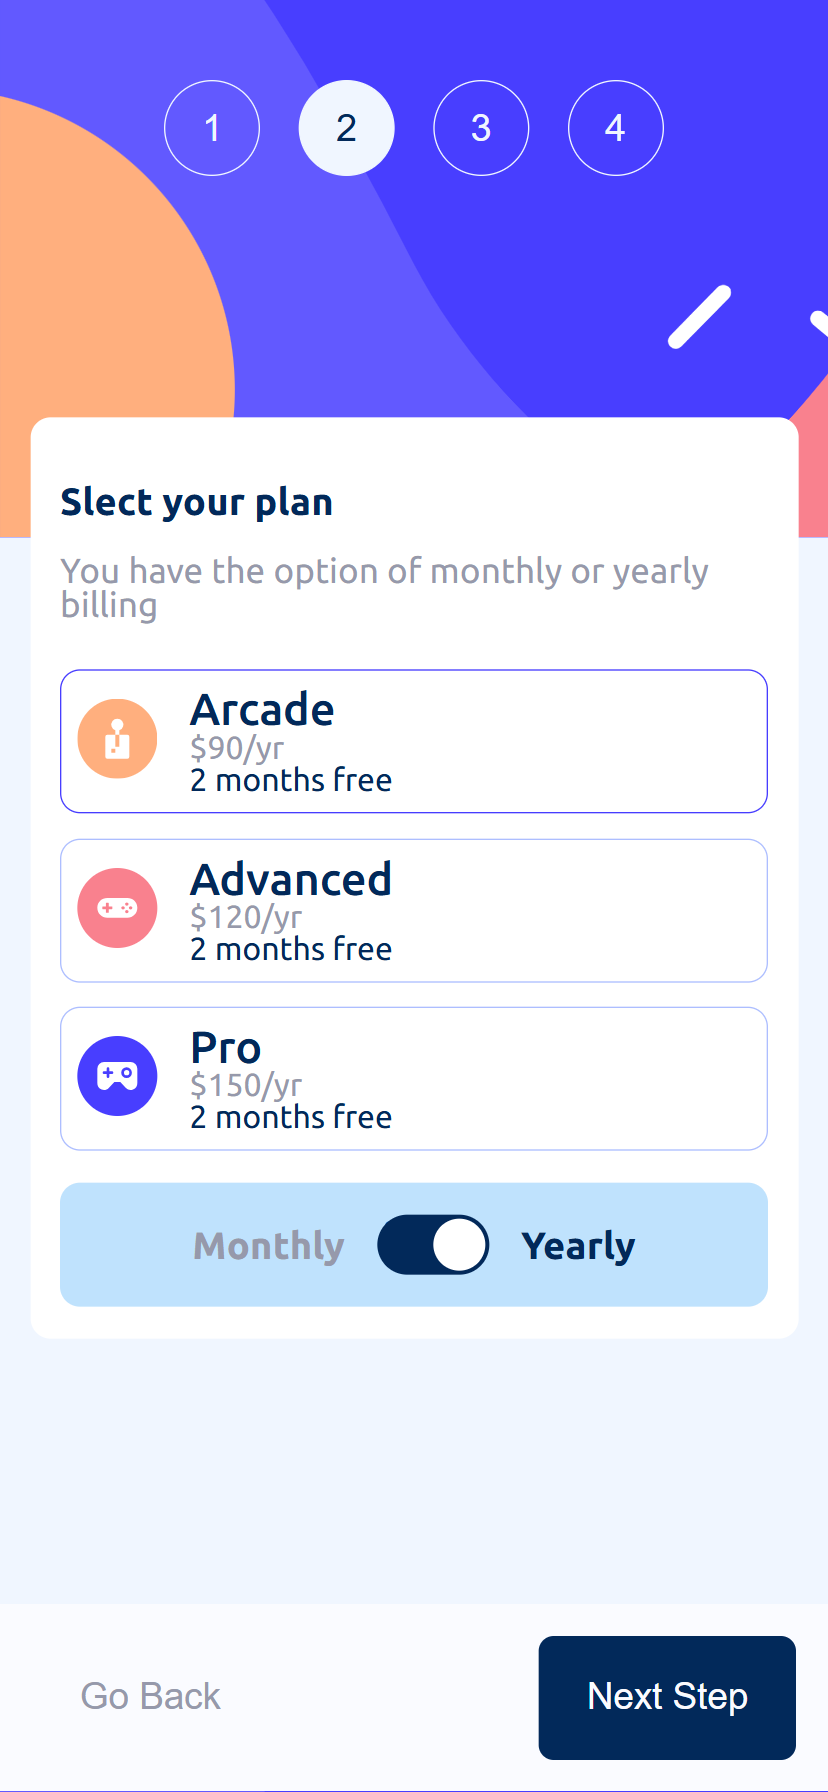 1 2 3 4
Slect your plan
You have the option of monthly or yearly
billing
Arcade
$90/yr
2 months free
Advanced
$120/yr
2 months free
Pro
$150/yr
2 months free
Monthly Yearly
Go Back Next Step